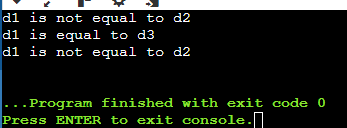 d1 is not equal to d2
d1 is equal to d3
d1 is not equal to d2
...Program finished with exit code 0
Press ENTER to exit console.